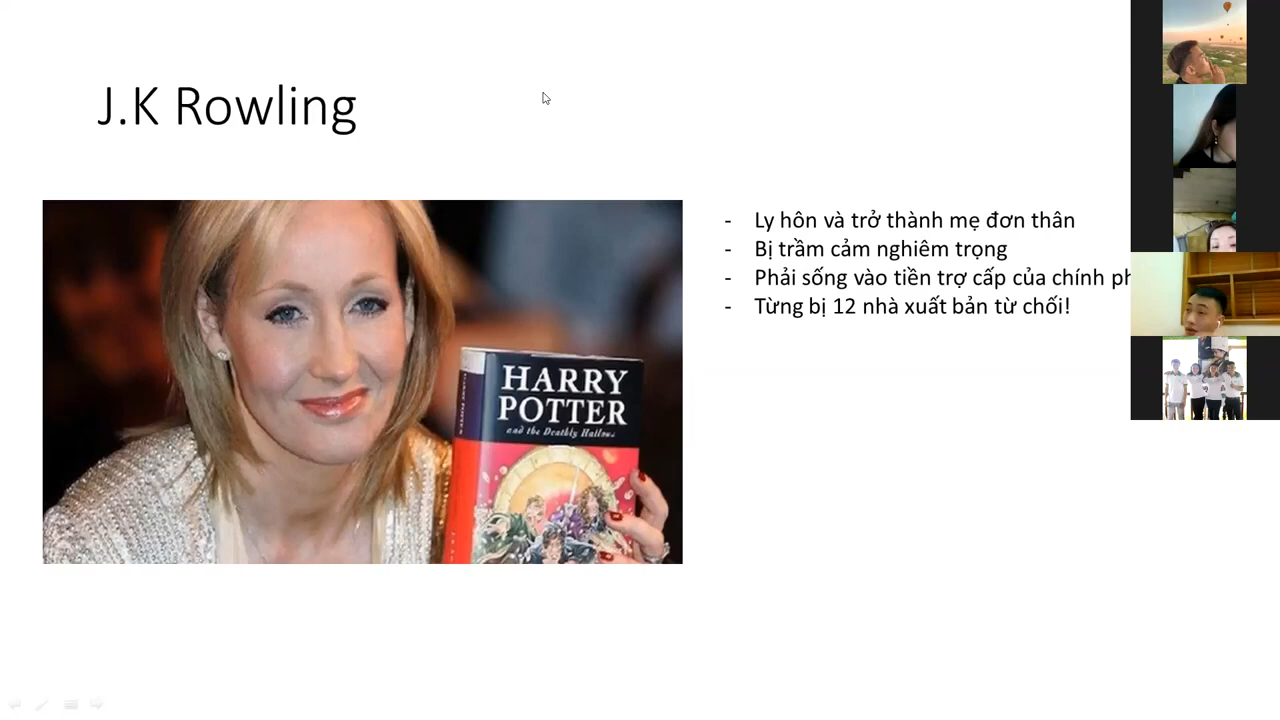 J.K Rowling
- Ly hôn và trở thành mẹ đơn thân
- Bị trầm cảm nghiêm trọng
- Phải sống vào tiền trợ cấp của chính ph
- Từng bị 12 nhà xuất bản từ chối!
HARRY
POTTER
and the Deathly Hallows